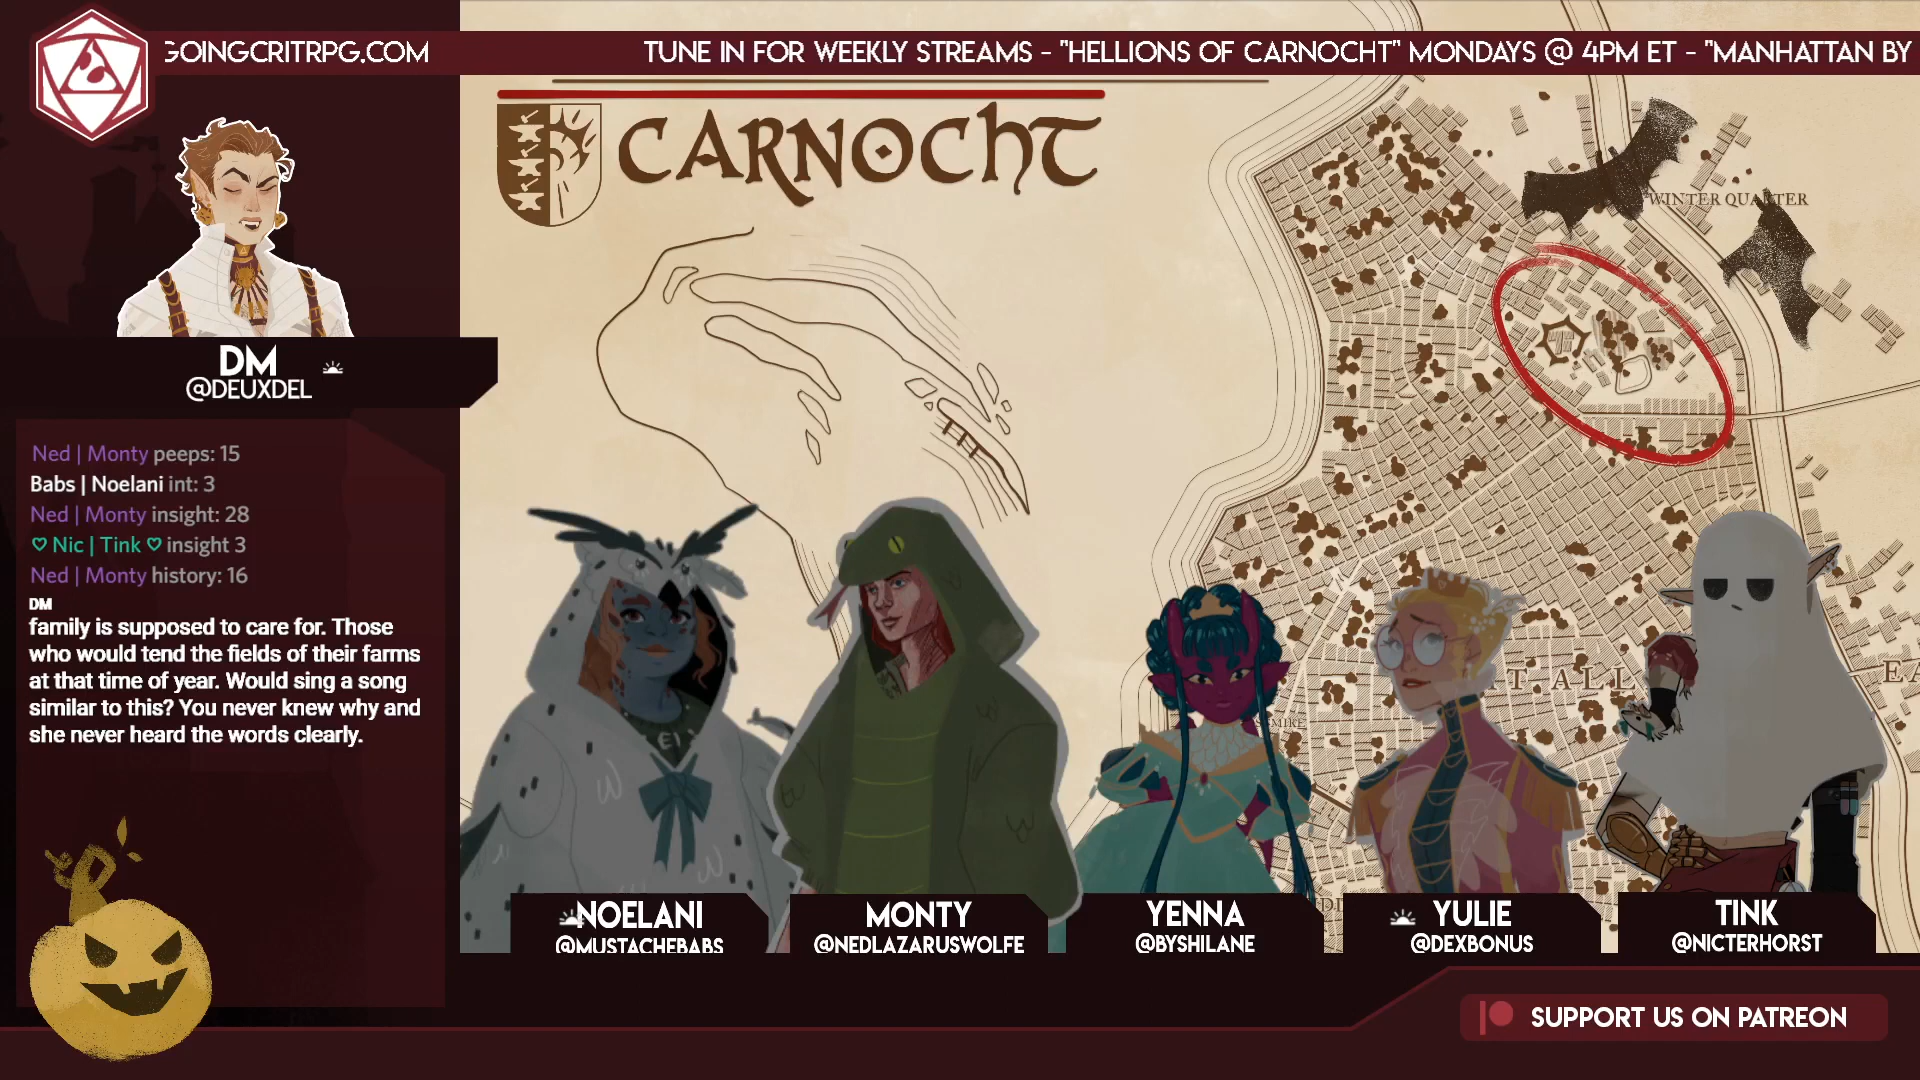 GOINGCRITRPG.COM
TUNE IN FOR WEEKLY STREAMS - "HELLIONS OF CARNOCHT" MONDAYS @ 4PM ET - "MANHATTAN BY
CARNOCHT
WINTER QUARTER
DM
@DEUXDEL
Ned | Monty peeps: 15
Babs | Noelani int: 3
Ned | Monty insight: 28
♡ Nic | Tink ♡ insight 3
Ned | Monty history: 16
DM
family is supposed to care for. Those
who would tend the fields of their farms
at that time of year. Would sing a song
similar to this? You never knew why and
she never heard the words clearly.
NOELANI
@MUSTACHEBABS
MONTY
@NEDLAZARUSWOLFE
YENNA
@BYSHILANE
YULIE
@DEXBONUS
TINK
@NICTERHORST
SUPPORT US ON PATREON